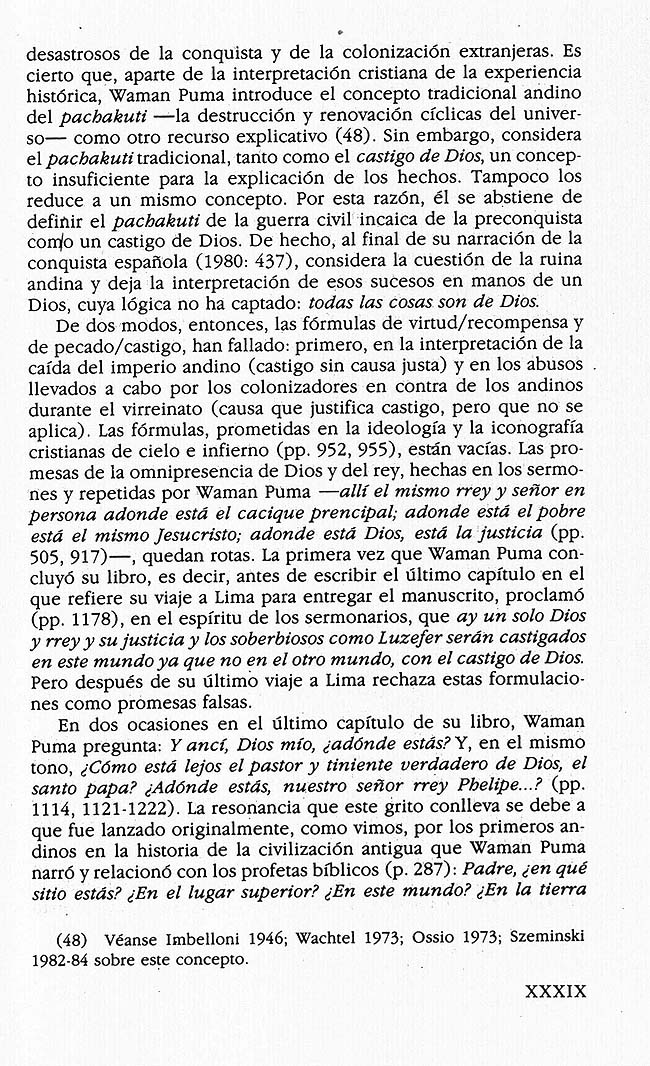 desastrosos de la conquista y de la colonización extranjeras. Es
cierto que, aparte de la interpretación cristiana de la experiencia
histórica, Waman Puma introduce el concepto tradicional andino
del pachakuti —la destrucción y renovación cíclicas del univer-
so— como otro recurso explicativo (48). Sin embargo, considera
el pachakuti tradicional, tanto como el castigo de Dios, un concep-
to insuficiente para la explicación de los hechos. Tampoco los
reduce a un mismo concepto. Por esta razón, él se abstiene de
definir el pachakuti de la guerra civil incaica de la preconquista
como un castigo de Dios. De hecho, al final de su narración de la
conquista española (1980: 437), considera la cuestión de la ruina
andina y deja la interpretación de esos sucesos en manos de un
Dios, cuya lógica no ha captado: todas las cosas son de Dios.
De dos modos, entonces, las fórmulas de virtud/recompensa y
de pecado/castigo, han fallado: primero, en la interpretación de la
caída del imperio andino (castigo sin causa justa) y en los abusos
llevados a cabo por los colonizadores en contra de los andinos
durante el virreinato (causa que justifica castigo, pero que no se
aplica). Las fórmulas, prometidas en la ideología y la iconografía
cristianas de cielo e infierno (pp. 952, 955), están vacías. Las pro-
mesas de la omnipresencia de Dios y del rey, hechas en los sermo-
nes y repetidas por Waman Puma —allí el mismo rrey y señor en
persona adonde está el cacique prencipal; adonde está el pobre
está el mismo Jesucristo; adonde está Dios, está la justicia (pp.
505, 917)—, quedan rotas. La primera vez que Waman Puma con-
cluyó su libro, es decir, antes de escribir el último capítulo en el
que refiere su viaje a Lima para entregar el manuscrito, proclamó
(pp. 1178), en el espíritu de los sermonarios, que ay un solo Dios
y rrey y su justicia y los soberbiosos como Luzefer serán castigados
en este mundo ya que no en el otro mundo, con el castigo de Dios.
Pero después de su último viaje a Lima rechaza estas formulacio-
nes como promesas falsas.
En dos ocasiones en el último capítulo de su libro, Waman
Puma pregunta: Y ancí, Dios mío, ¿adónde estás? Y, en el mismo
tono, ¿Cómo está lejos el pastor y tiniente verdadero de Dios, el
santo papa? ¿Adónde estás, nuestro señor rrey Phelipe...? (pp.
1114, 1121-1222). La resonancia que este grito conlleva se debe a
que fue lanzado originalmente, como vimos, por los primeros an-
dinos en la historia de la civilización antigua que Waman Puma
narró y relacionó con los profetas bíblicos (p. 287): Padre, ¿en qué
sitio estás? ¿En el lugar superior? ¿En este mundo? ¿En la tierra
(48) Véanse Imbelloni 1946; Wachtel 1973; Ossio 1973; Szeminski
1982-84 sobre este concepto.
XXXIX